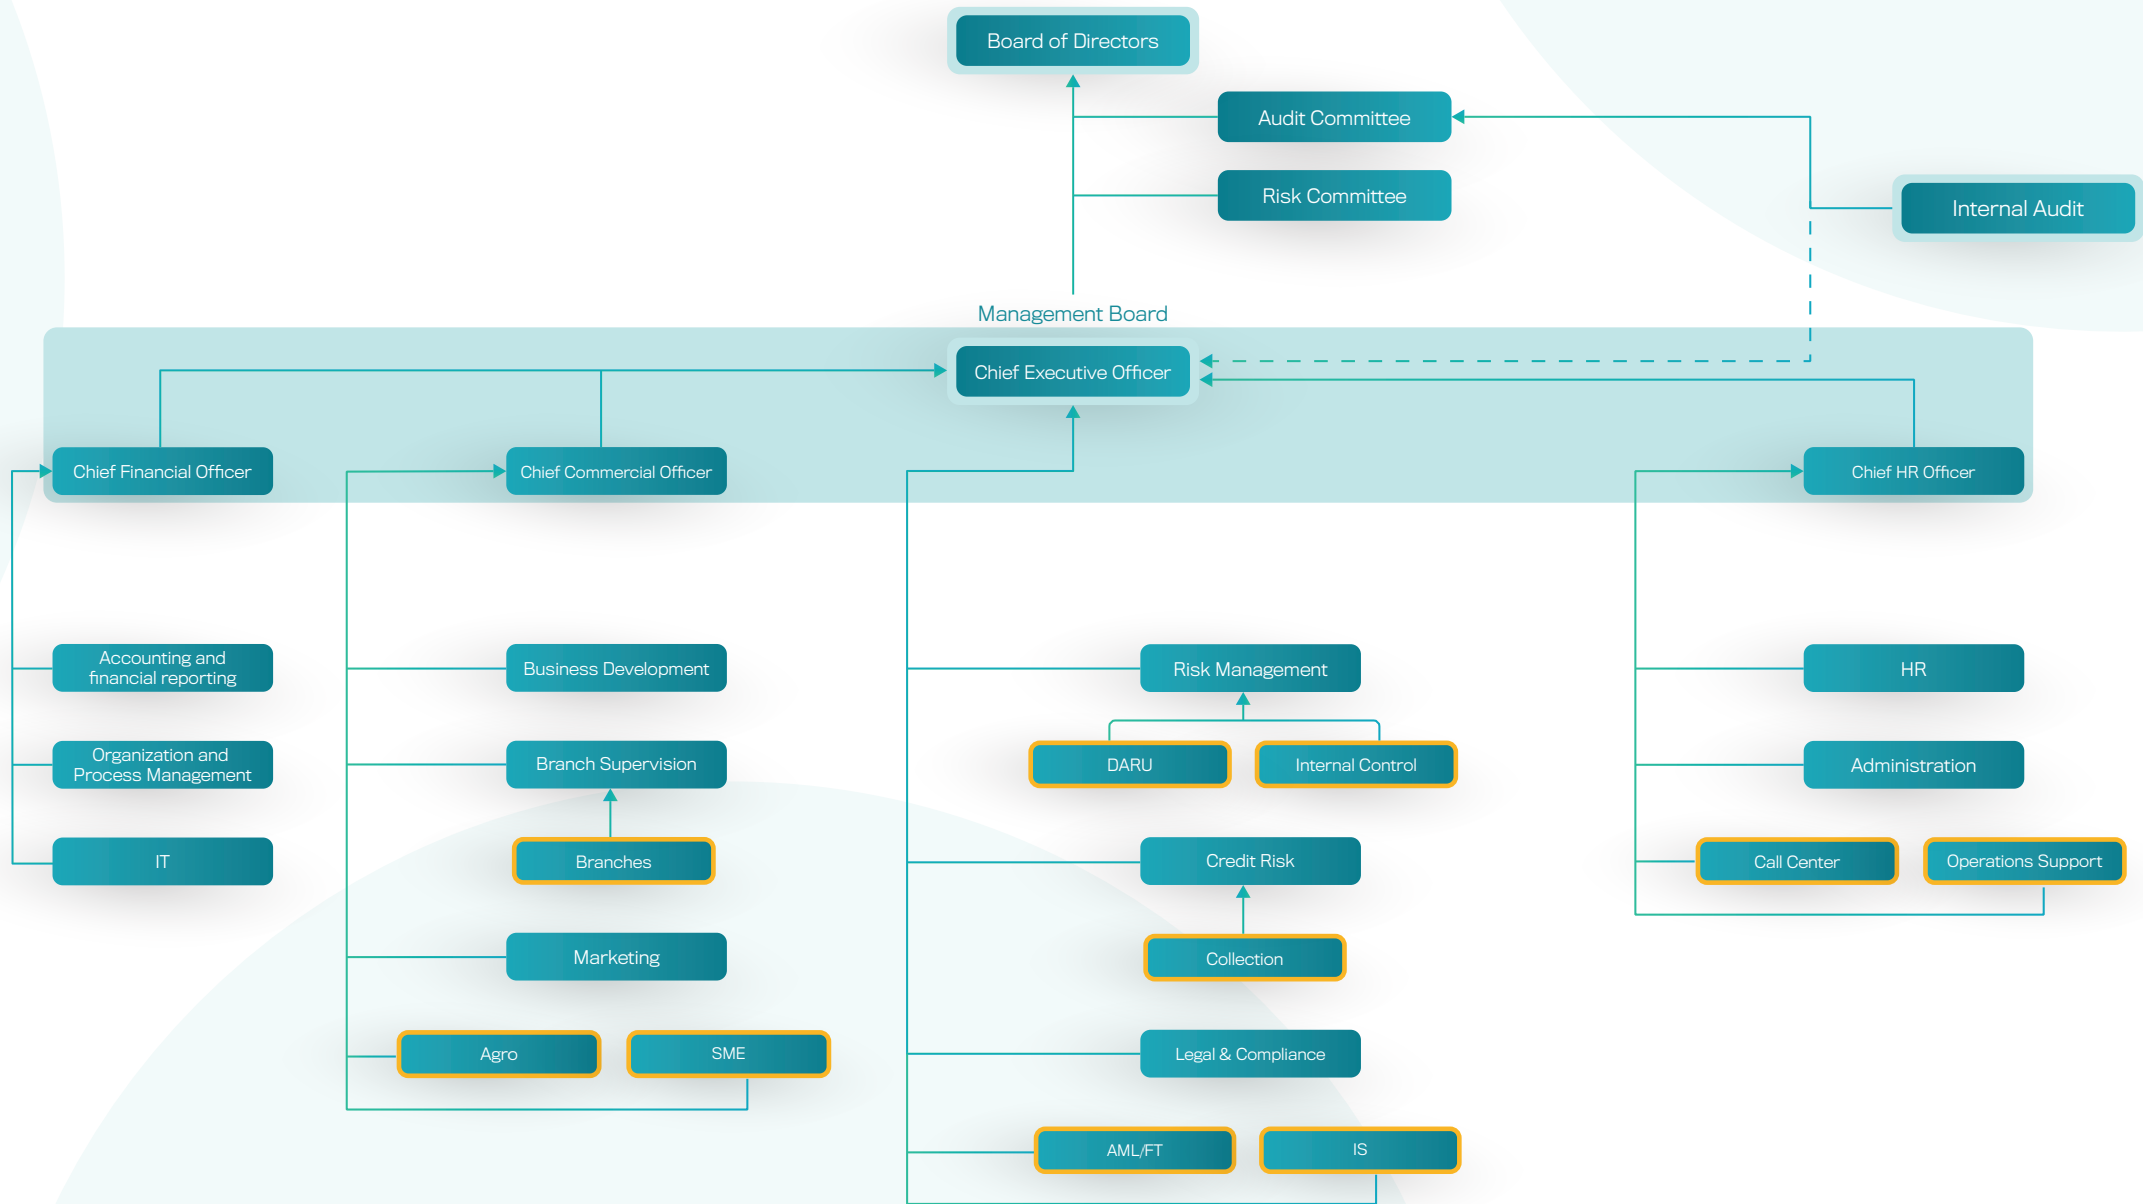 Board of Directors
Audit Committee
Risk Committee
Internal Audit
Management Board
Chief Executive Officer
Chief Financial Officer
Chief Commercial Officer
Chief HR Officer
Accounting and
financial reporting
Business Development
Risk Management
HR
Organization and
Process Management
Branch Supervision
DARU
Internal Control
Administration
IT
Branches
Credit Risk
Call Center
Operations Support
Marketing
Collection
Agro
SME
Legal & Compliance
AML/FT
IS